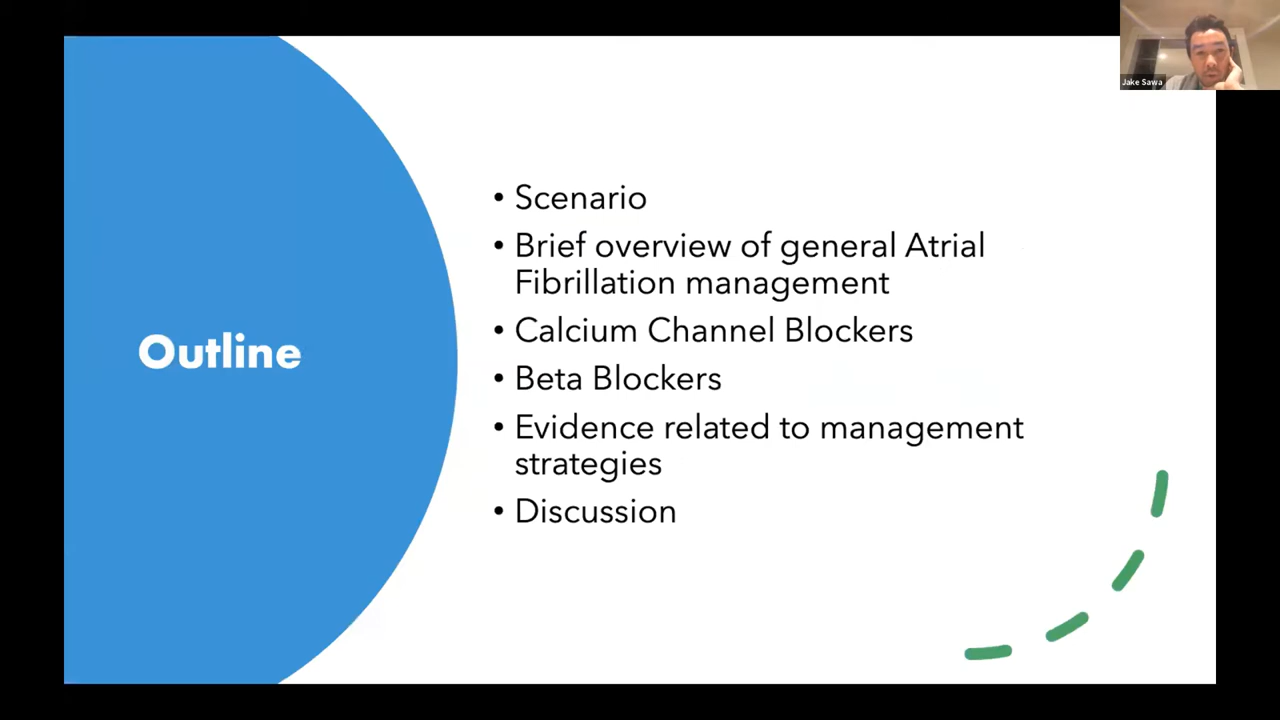 Jake Sawa
Outline
• Scenario
• Brief overview of general Atrial
Fibrillation management
• Calcium Channel Blockers
• Beta Blockers
• Evidence related to management
strategies
• Discussion